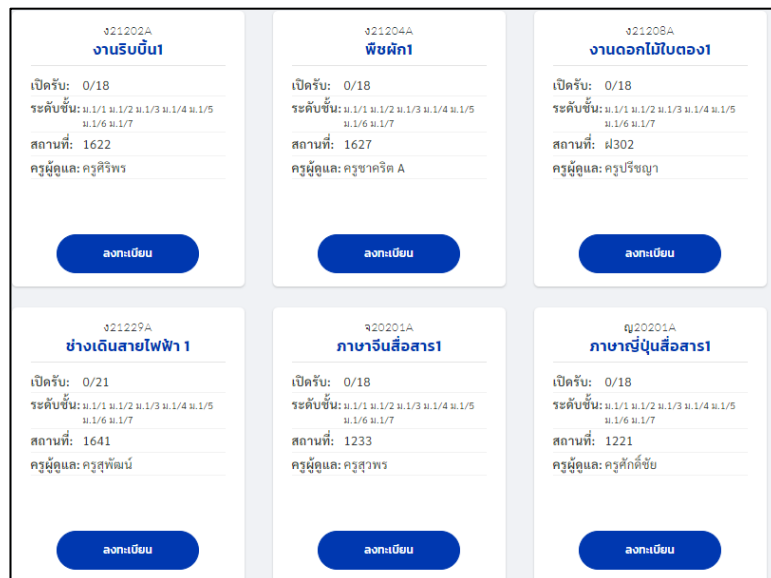 ง21202A
งานริบบิ้น1
เปิดรับ: 0/18
ระดับชั้น: ม.1/1 ม.1/2 ม.1/3 ม.1/4 ม.1/5
ม.1/6 ม.1/7
สถานที่: 1622
ครูผู้ดูแล: ครูศิริพร
ลงทะเบียน
ง21204A
พืชผัก1
เปิดรับ: 0/18
ระดับชั้น: ม.1/1 ม.1/2 ม.1/3 ม.1/4 ม.1/5
ม.1/6 ม.1/7
สถานที่: 1627
ครูผู้ดูแล: ครูชาคริต A
ลงทะเบียน
ง21208A
งานดอกไม้ใบตอง1
เปิดรับ: 0/18
ระดับชั้น: ม.1/1 ม.1/2 ม.1/3 ม.1/4 ม.1/5
ม.1/6 ม.1/7
สถานที่: ฝ302
ครูผู้ดูแล: ครูปรีชญา
ลงทะเบียน
ง21229A
ช่างเดินสายไฟฟ้า 1
เปิดรับ: 0/21
ระดับชั้น: ม.1/1 ม.1/2 ม.1/3 ม.1/4 ม.1/5
ม.1/6 ม.1/7
สถานที่: 1641
ครูผู้ดูแล: ครูสุพัฒน์
ลงทะเบียน
จ20201A
ภาษาจีนสื่อสาร1
เปิดรับ: 0/18
ระดับชั้น: ม.1/1 ม.1/2 ม.1/3 ม.1/4 ม.1/5
ม.1/6 ม.1/7
สถานที่: 1233
ครูผู้ดูแล: ครูสุวพร
ลงทะเบียน
ญ20201A
ภาษาญี่ปุ่นสื่อสาร1
เปิดรับ: 0/18
ระดับชั้น: ม.1/1 ม.1/2 ม.1/3 ม.1/4 ม.1/5
ม.1/6 ม.1/7
สถานที่: 1221
ครูผู้ดูแล: ครูศักดิ์ชัย
ลงทะเบียน